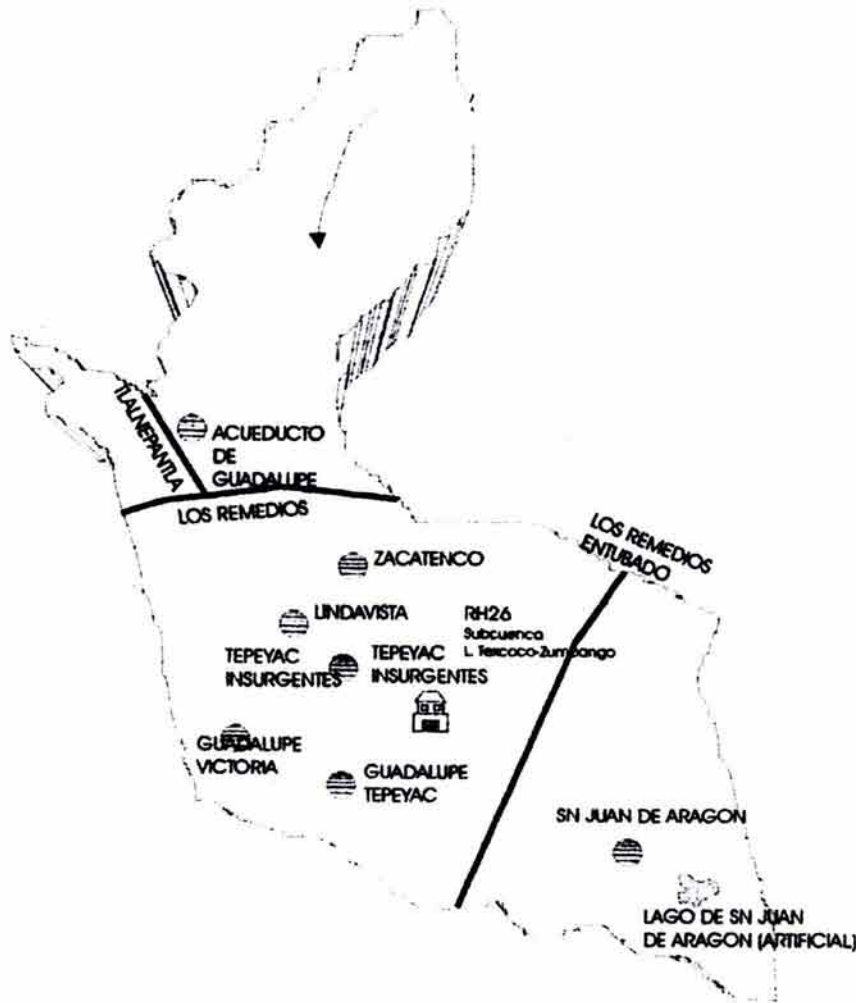 TLALNEPANTLA
ACUEDUCTO
DE
GUADALUPE
LOS REMEDIOS
LOS REMEDIOS
ENTUBADO
ZACATENCO
LINDAVISTA
RH26
Subcuenca
L. Texcoco-Zumpango
TEPEYAC
INSURGENTES
TEPEYAC
INSURGENTES
GUADALUPE
VICTORIA
GUADALUPE
TEPEYAC
SN JUAN DE ARAGON
LAGO DE SN JUAN
DE ARAGON (ARTIFICIAL)